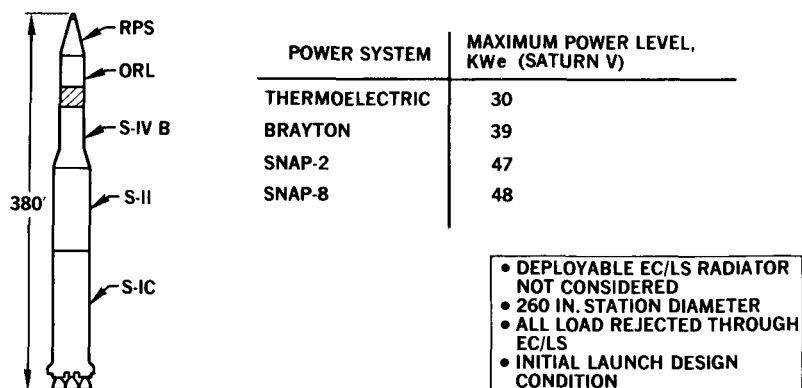 RPS
ORL
S-IV B
380'
S-II
S-IC
POWER SYSTEM
MAXIMUM POWER LEVEL,
KWe (SATURN V)
THERMOELECTRIC 30
BRAYTON 39
SNAP-2 47
SNAP-8 48
• DEPLOYABLE EC/LS RADIATOR
NOT CONSIDERED
• 260 IN. STATION DIAMETER
• ALL LOAD REJECTED THROUGH
EC/LS
• INITIAL LAUNCH DESIGN
CONDITION